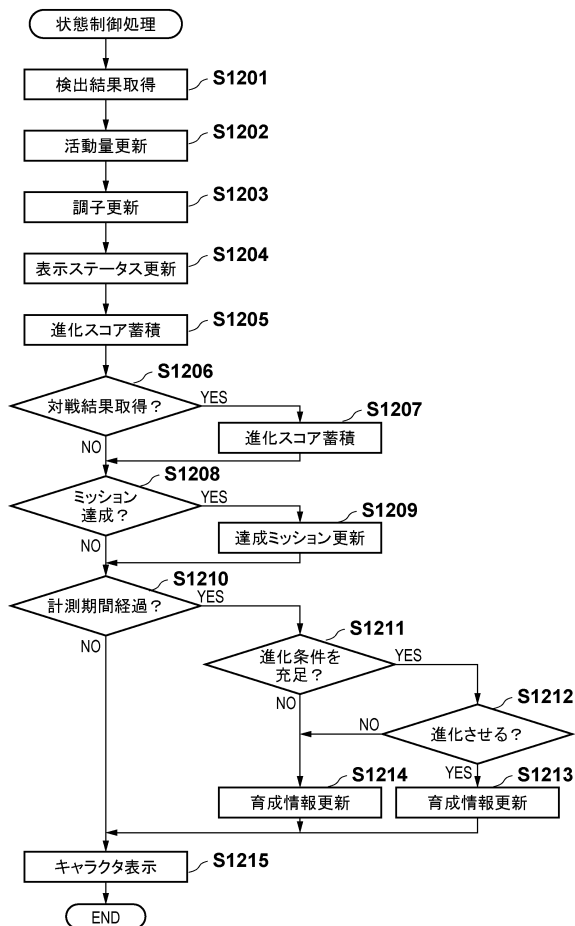 状態制御処理
検出結果取得
S1201
活動量更新
S1202
調子更新
S1203
表示ステータス更新
S1204
進化スコア蓄積
S1205
S1206
対戦結果取得？
YES
NO
S1207
進化スコア蓄積
S1208
ミッション
達成？
YES
NO
S1209
達成ミッション更新
S1210
計測期間経過？
YES
NO
S1211
進化条件を
充足？
YES
NO
S1212
進化させる？
NO
YES
S1214
育成情報更新
S1213
育成情報更新
キャラクタ表示
S1215
END